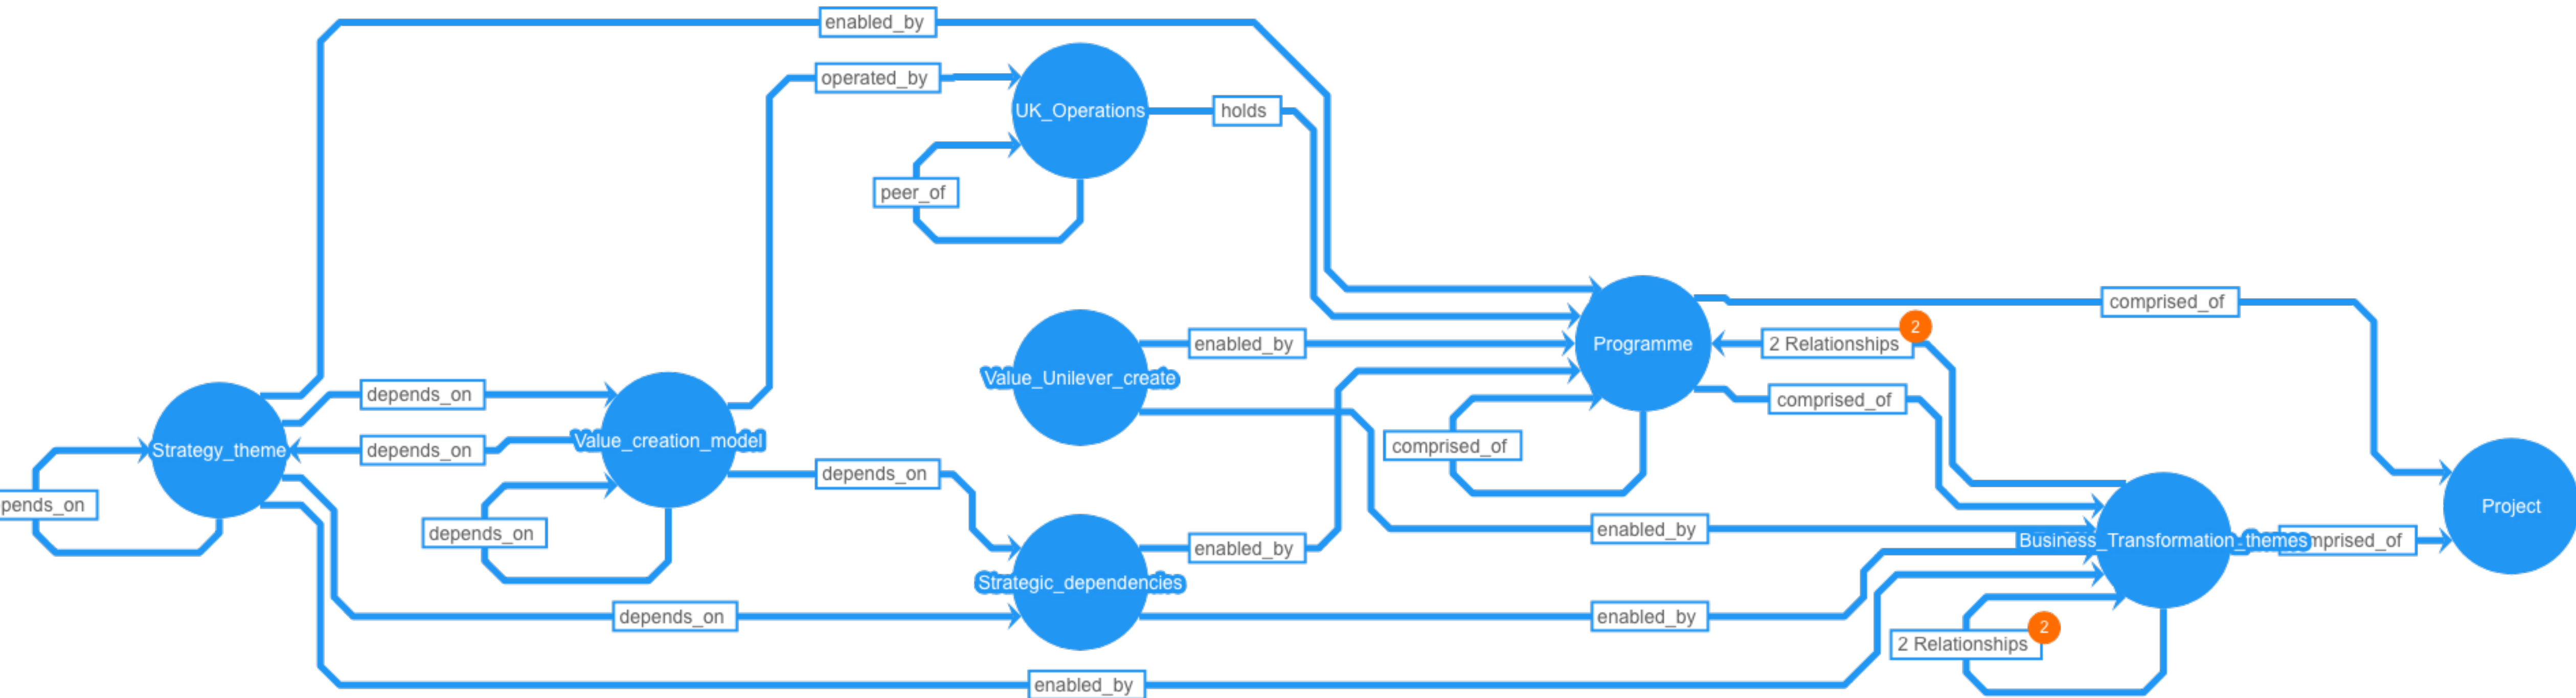 enabled_by
operated_by
UK_Operations
holds
peer_of
comprised_of
2
enabled_by
Programme
2 Relationships
Value_Unilever_create
depends_on
comprised_of
Strategy_theme
depends_on
Value_creation_model
comprised_of
depends_on
pends_on
Project
depends_on
enabled_by
enabled_by
Business_Transformation_themes
mprised_of
Strategic_dependencies
depends_on
enabled_by
2
2 Relationships
enabled_by